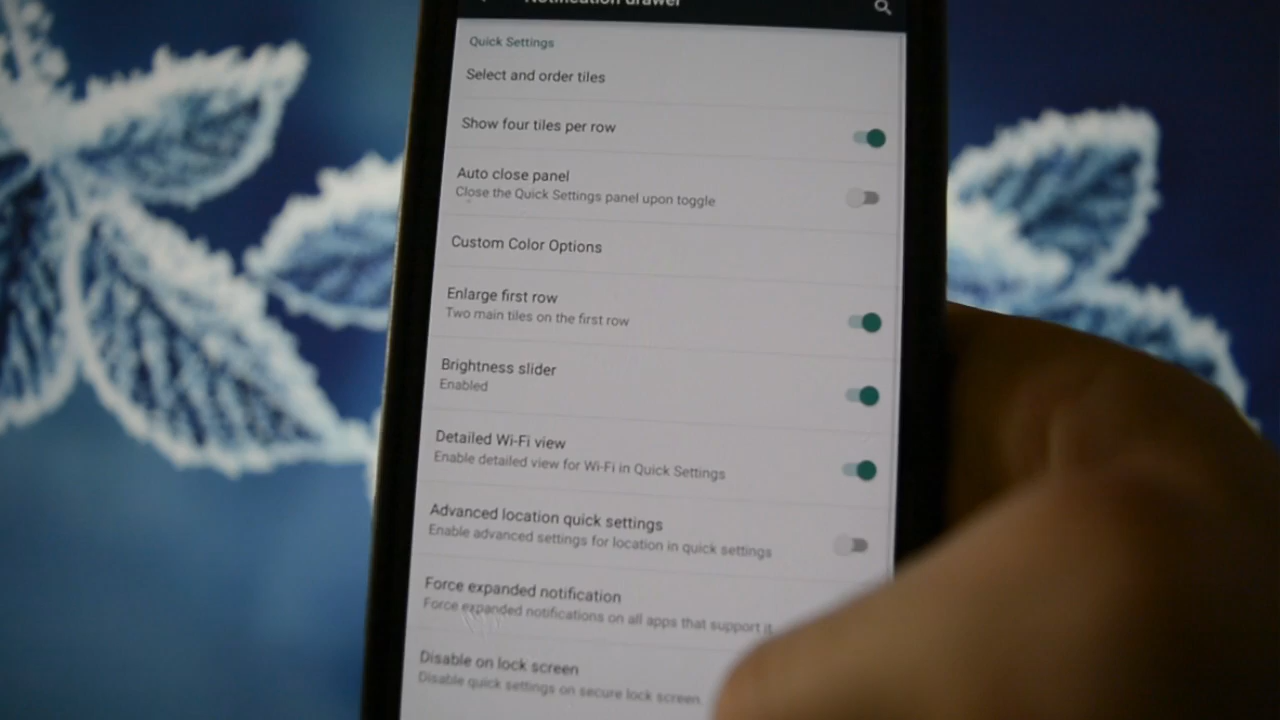 Notification drawer
Quick Settings
Select and order tiles
Show four tiles per row
Auto close panel
Close the Quick Settings panel upon toggle
Custom Color Options
Enlarge first row
Two main tiles on the first row
Brightness slider
Enabled
Detailed Wi-Fi view
Enable detailed view for Wi-Fi in Quick Settings
Advanced location quick settings
Enable advanced settings for location in quick settings
Force expanded notification
Force expanded notifications on all apps that support it
Disable on lock screen
Disable quick settings on secure lock screen